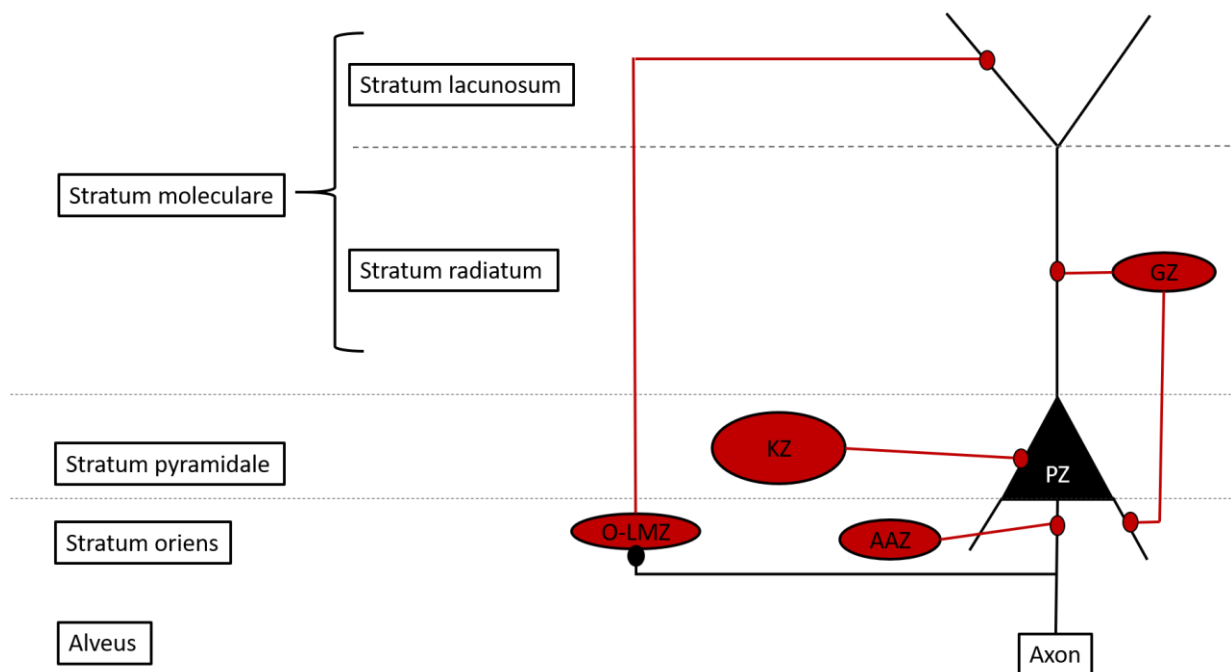 Stratum lacunosum
Stratum moleculare
Stratum radiatum
GZ
KZ
Stratum pyramidale
PZ
Stratum oriens
O-LMZ
AAZ
Alveus
Axon